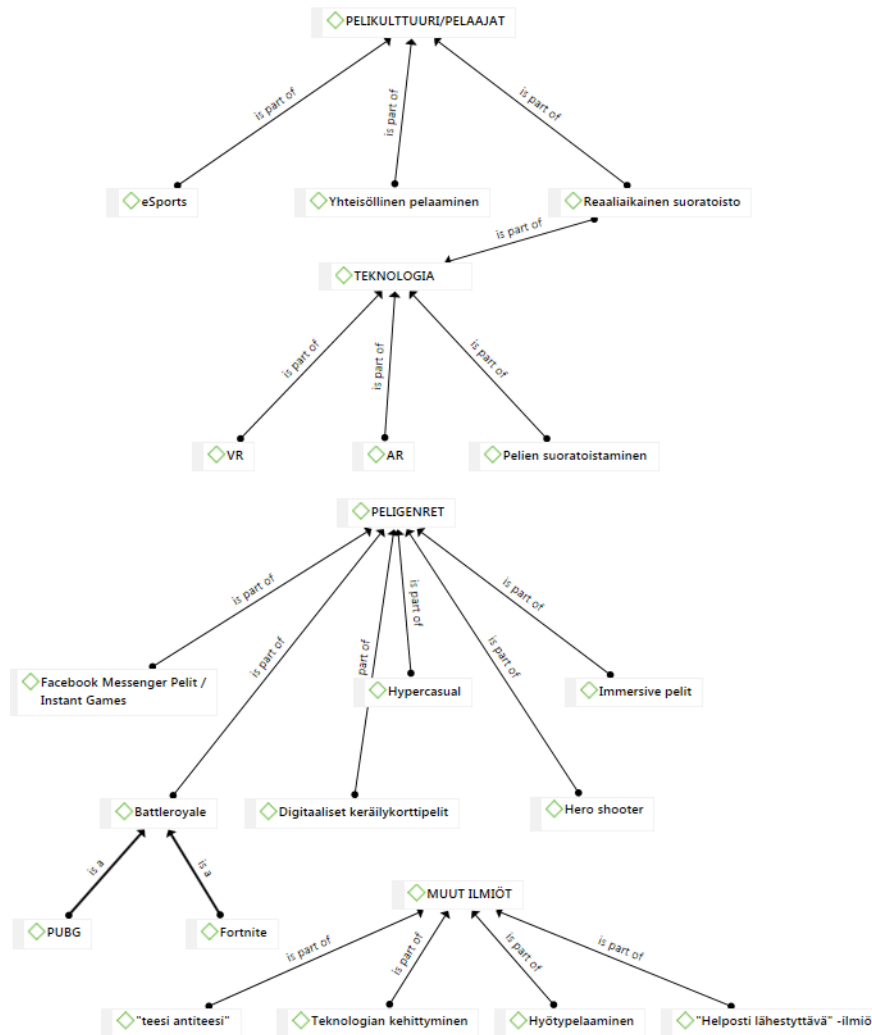 PELIKULTTUURI/PELAAJAT
is part of
is part of
is part of
eSports
Yhteisöllinen pelaaminen
Reaaliaikainen suoratoisto
is part of
TEKNOLOGIA
is part of
is part of
is part of
VR
AR
Pelien suoratoistaminen
PELIGENRET
is part of
is part of
part of
is part of
is part of
is part of
Facebook Messenger Pelit /
Instant Games
Hypercasual
Immersive pelit
Battleroyale
Digitaaliset keräilykorttipelit
Hero shooter
is a
is a
MUUT ILMIÖT
PUBG
Fortnite
is part of
is part of
is part of
is part of
"teesi antiteesi"
Teknologian kehittyminen
Hyötypelaaminen
"Helposti lähestyttävä" -ilmiö